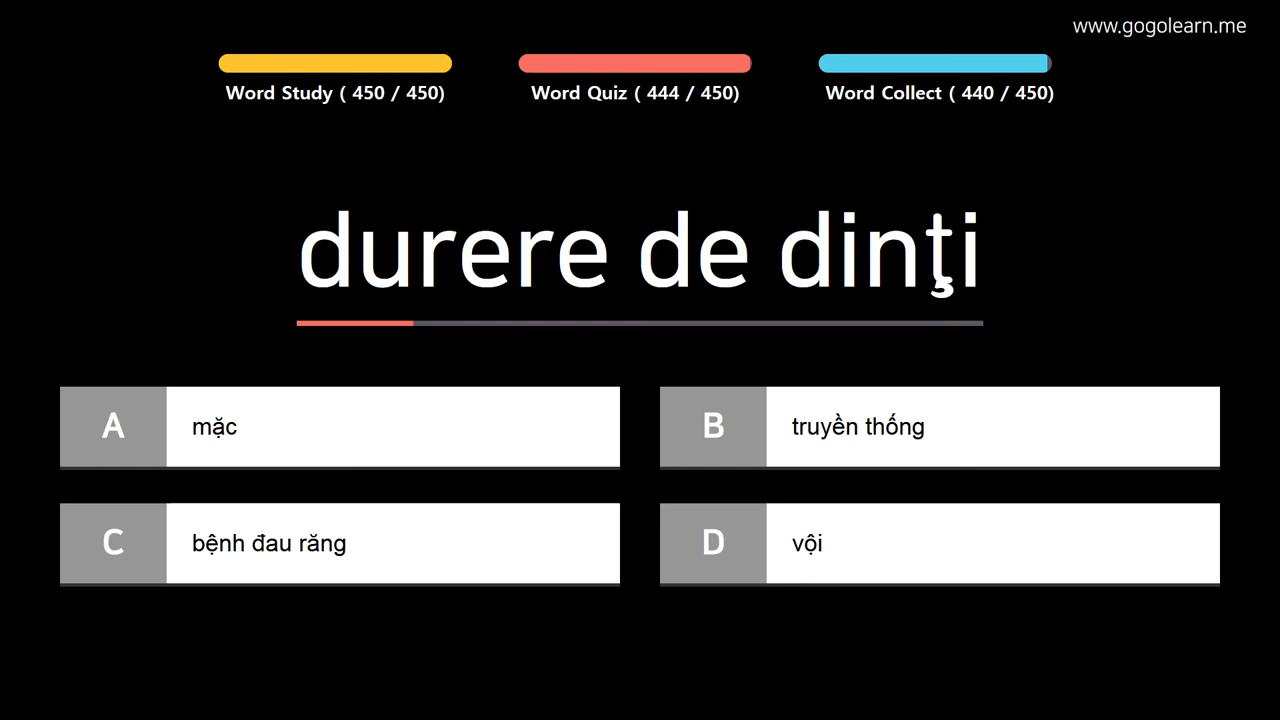 www.gogolearn.me
Word Study ( 450 / 450)
Word Quiz ( 444 / 450)
Word Collect ( 440 / 450)
durere de dinţi
A mặc
B truyền thống
C bệnh đau răng
D vội